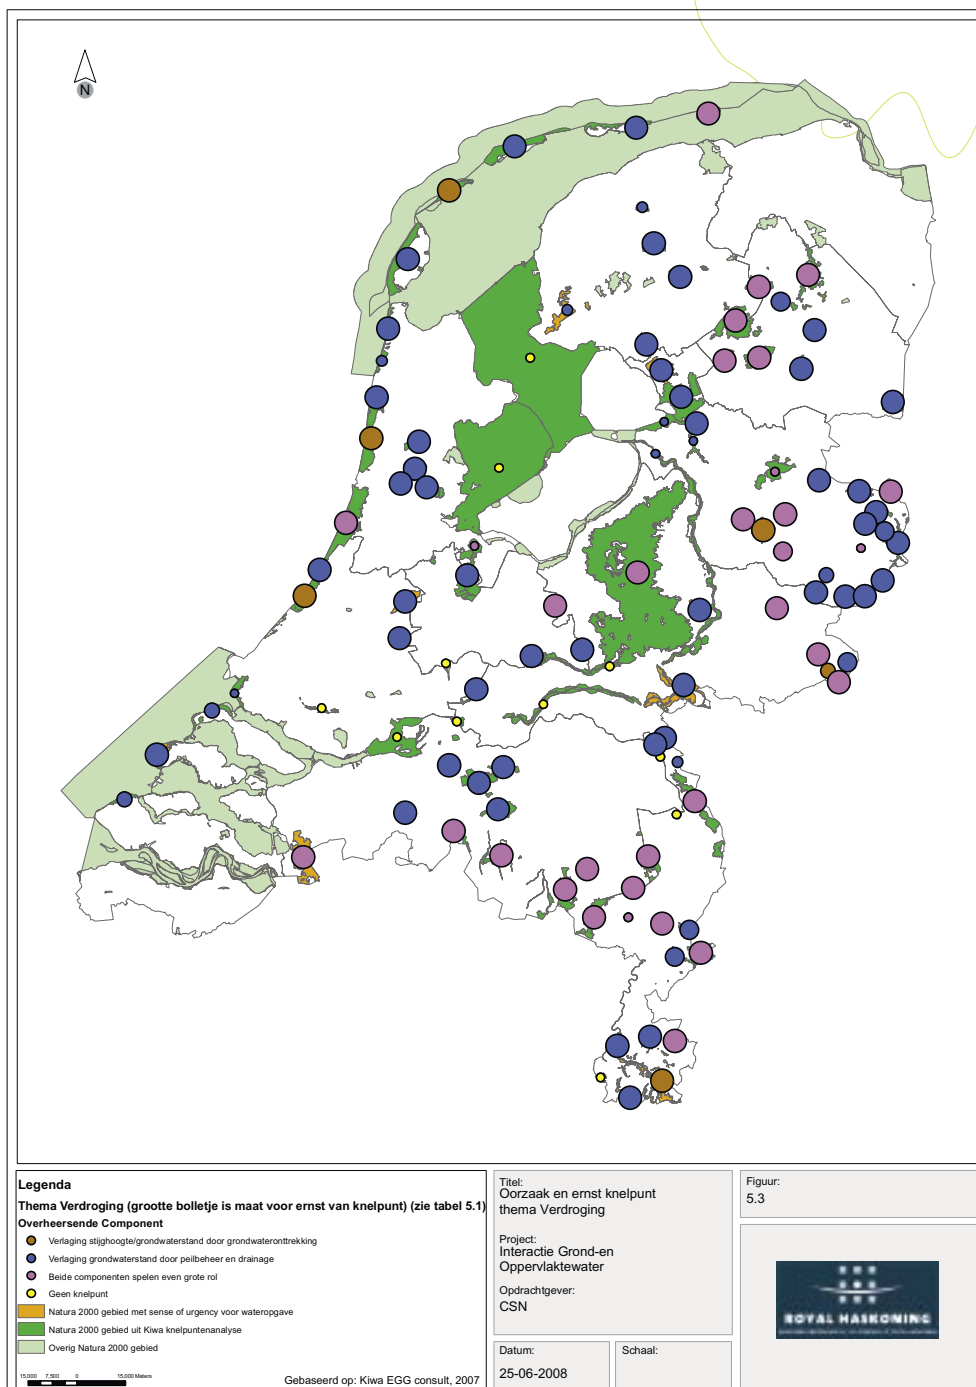 N
Legenda
Thema Verdroging (grootte bolletje is maat voor ernst van knelpunt) (zie tabel 5.1)
Overheersende Component
Verlaging stijghoogte/grondwaterstand door grondwateronttrekking
Verlaging grondwaterstand door peilbeheer en drainage
Beide componenten spelen even grote rol
Geen knelpunt
Natura 2000 gebied met sense of urgency voor wateropgave
Natura 2000 gebied uit Kiwa knelpuntenanalyse
Overig Natura 2000 gebied
15,000 7,500 0 15,000 Meters
Gebaseerd op: Kiwa EGG consult, 2007
Titel:
Oorzaak en ernst knelpunt
thema Verdroging
Project:
Interactie Grond-en
Oppervlaktewater
Opdrachtgever:
CSN
Datum:
25-06-2008
Schaal:
Figuur:
5.3
ROYAL HASKONING